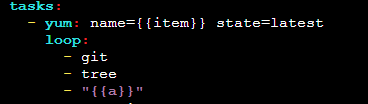 tasks:
  - yum: name={{item}} state=latest
    loop:
      - git
      - tree
      - "{{a}}"